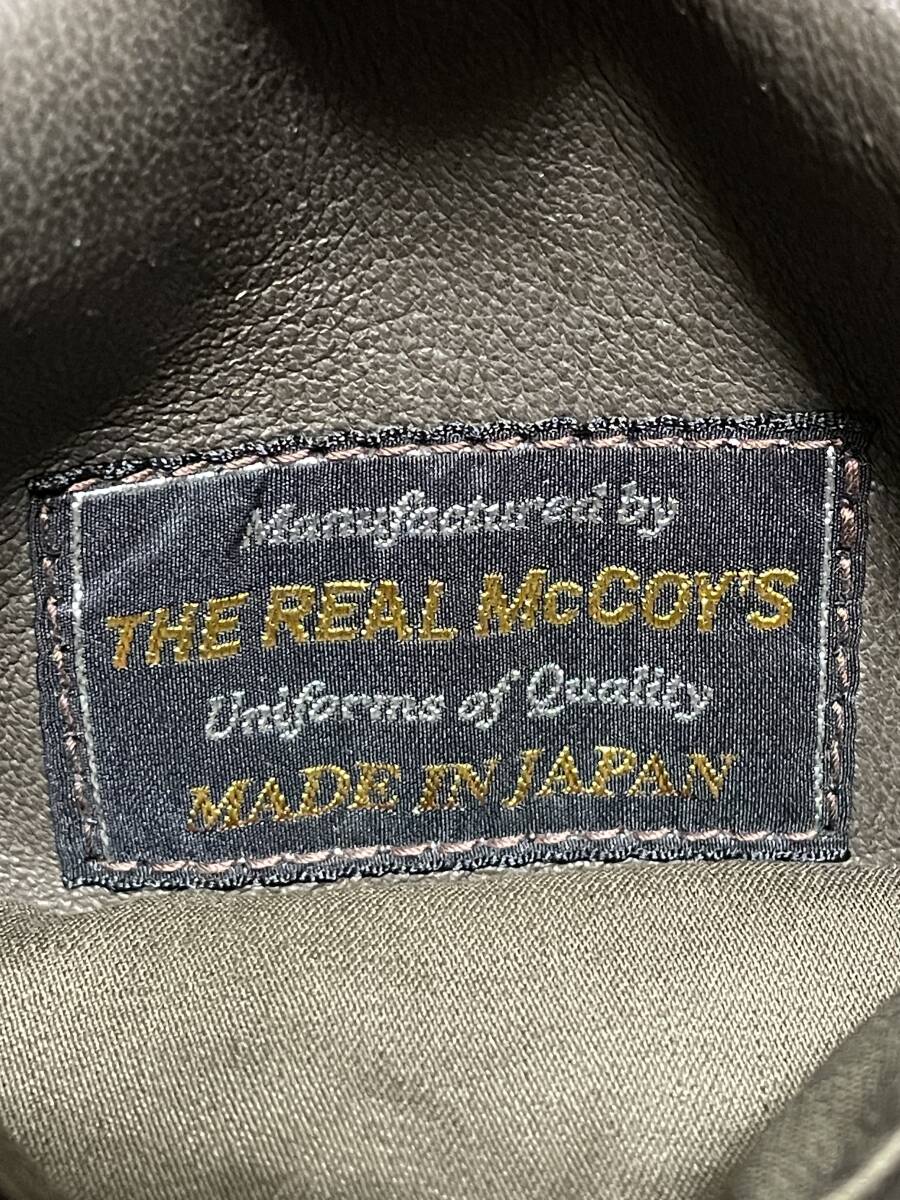 Manufactured by
THE REAL McCOY'S
Uniforms of Quality
MADE IN JAPAN